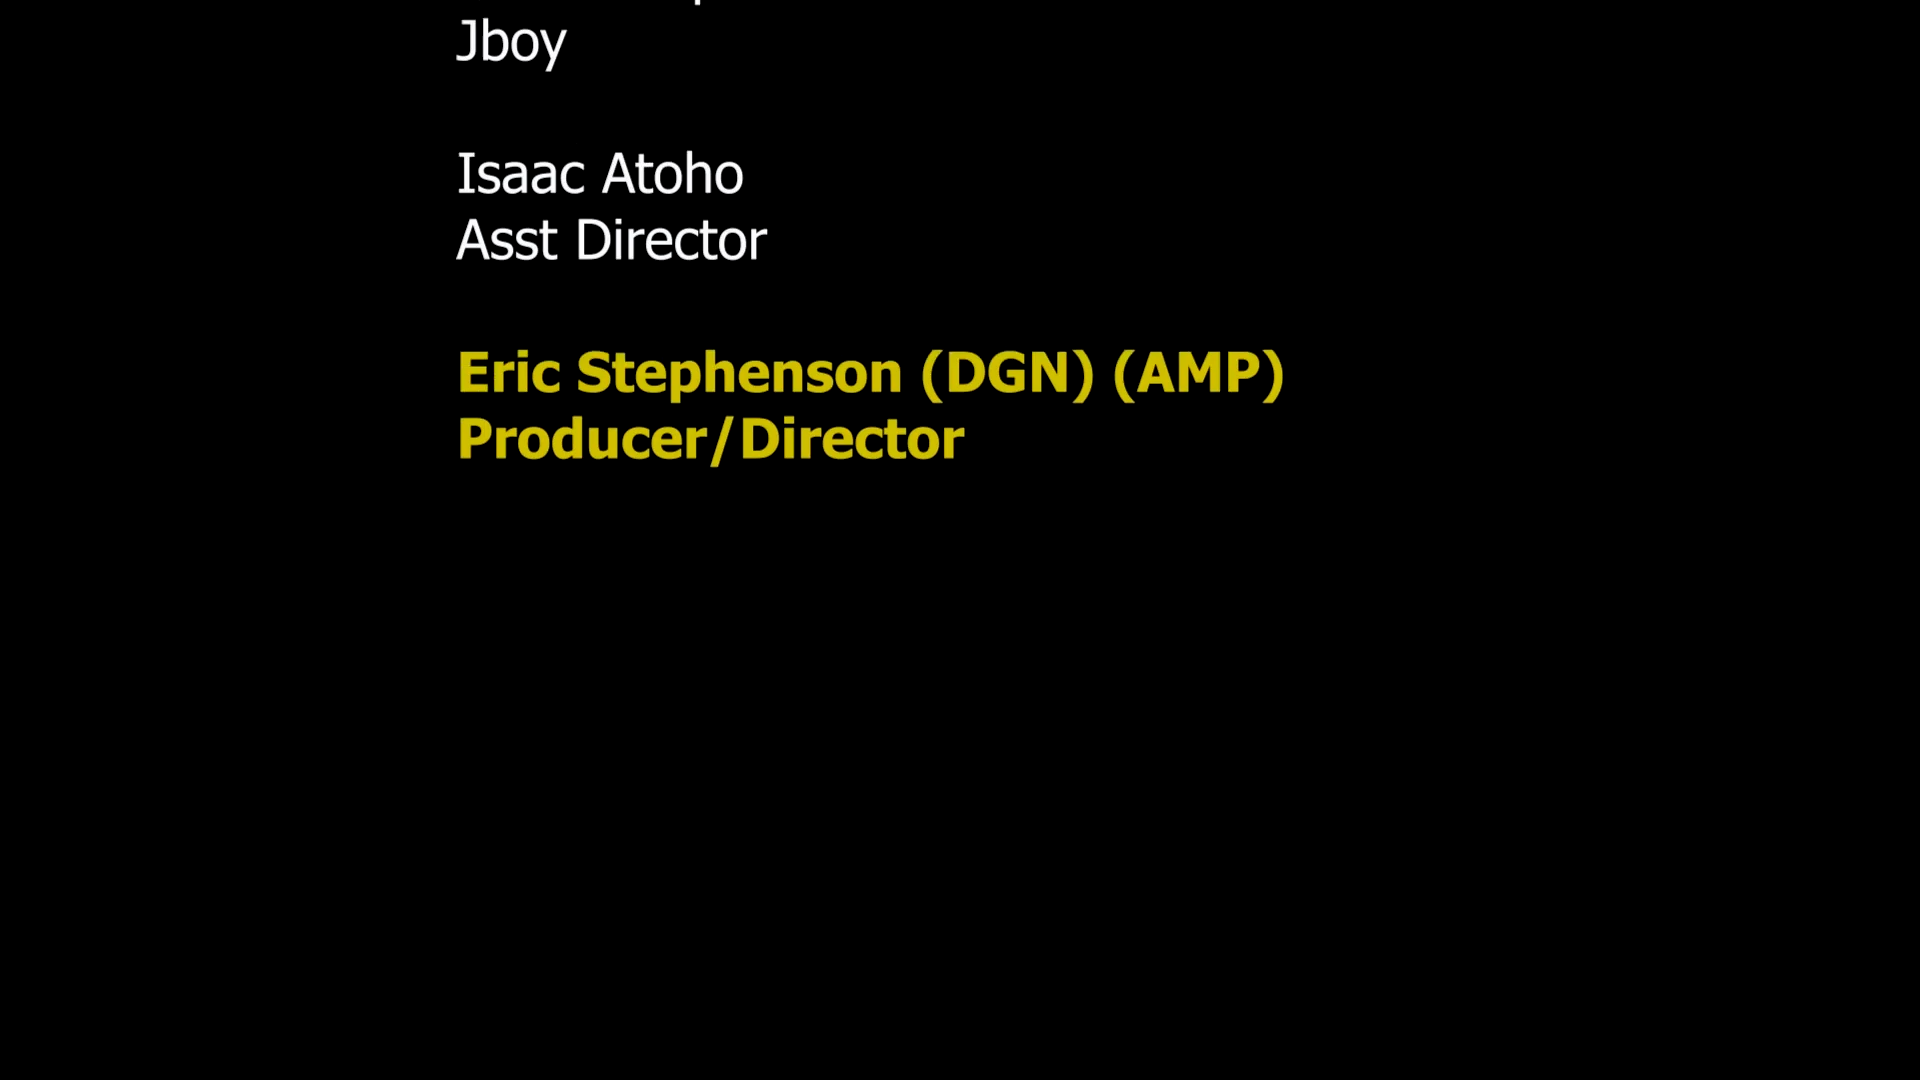 Jboy
Isaac Atoho
Asst Director
Eric Stephenson (DGN) (AMP)
Producer/Director